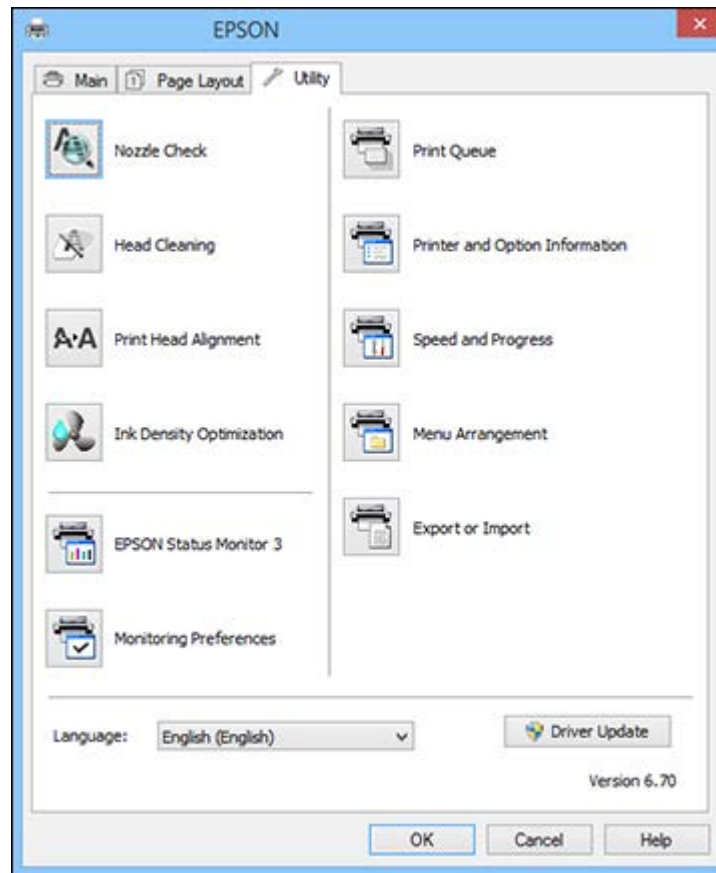 EPSON
Main
Page Layout
Utility
Nozzle Check
Head Cleaning
A·A Print Head Alignment
Ink Density Optimization
EPSON Status Monitor 3
Monitoring Preferences
Print Queue
Printer and Option Information
Speed and Progress
Menu Arrangement
Export or Import
Language: English (English)
Driver Update
Version 6.70
OK
Cancel
Help